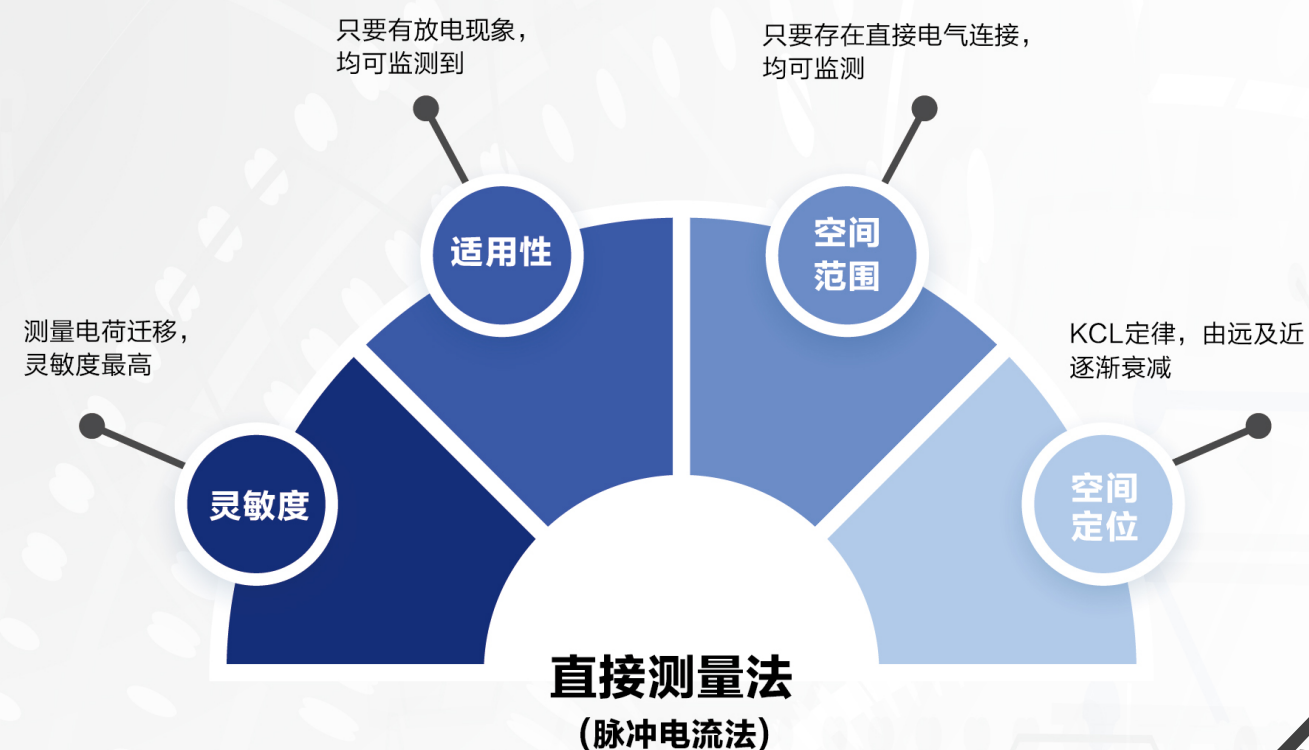 只要有放电现象，
均可监测到
只要存在直接电气连接，
均可监测
适用性
空间
范围
测量电荷迁移，
灵敏度最高
KCL定律，由远及近
逐渐衰减
灵敏度
空间
定位
直接测量法
(脉冲电流法)